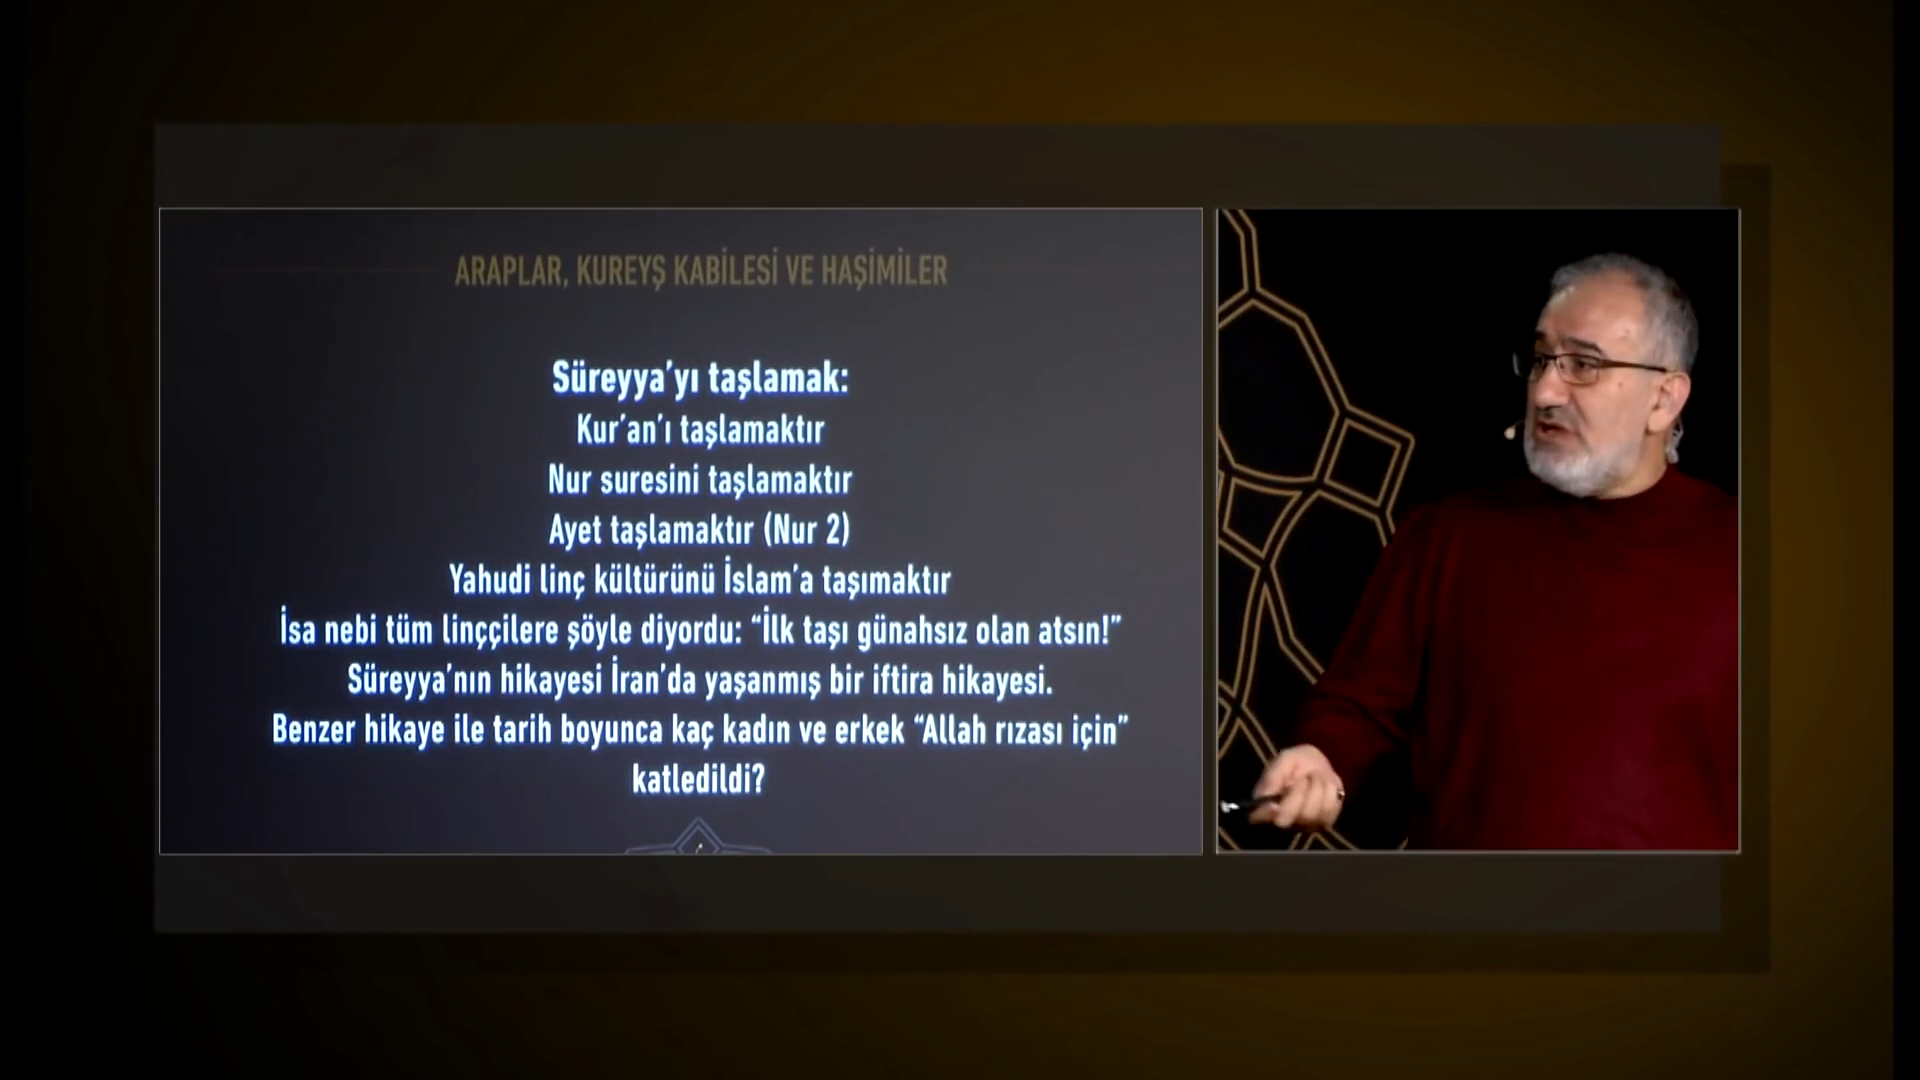 ARAPLAR, KUREYŞ KABİLESİ VE HAŞİMİLER
Süreyya’yı taşlamak:
Kur’an’ı taşlamaktır
Nur suresini taşlamaktır
Ayet taşlamaktır (Nur 2)
Yahudi linç kültürünü İslam’a taşımaktır
İsa nebi tüm linççilere şöyle diyordu: “İlk taşı günahsız olan atsın!”
Süreyya’nın hikayesi İran’da yaşanmış bir iftira hikayesi.
Benzer hikaye ile tarih boyunca kaç kadın ve erkek “Allah rızası için”
katledildi?